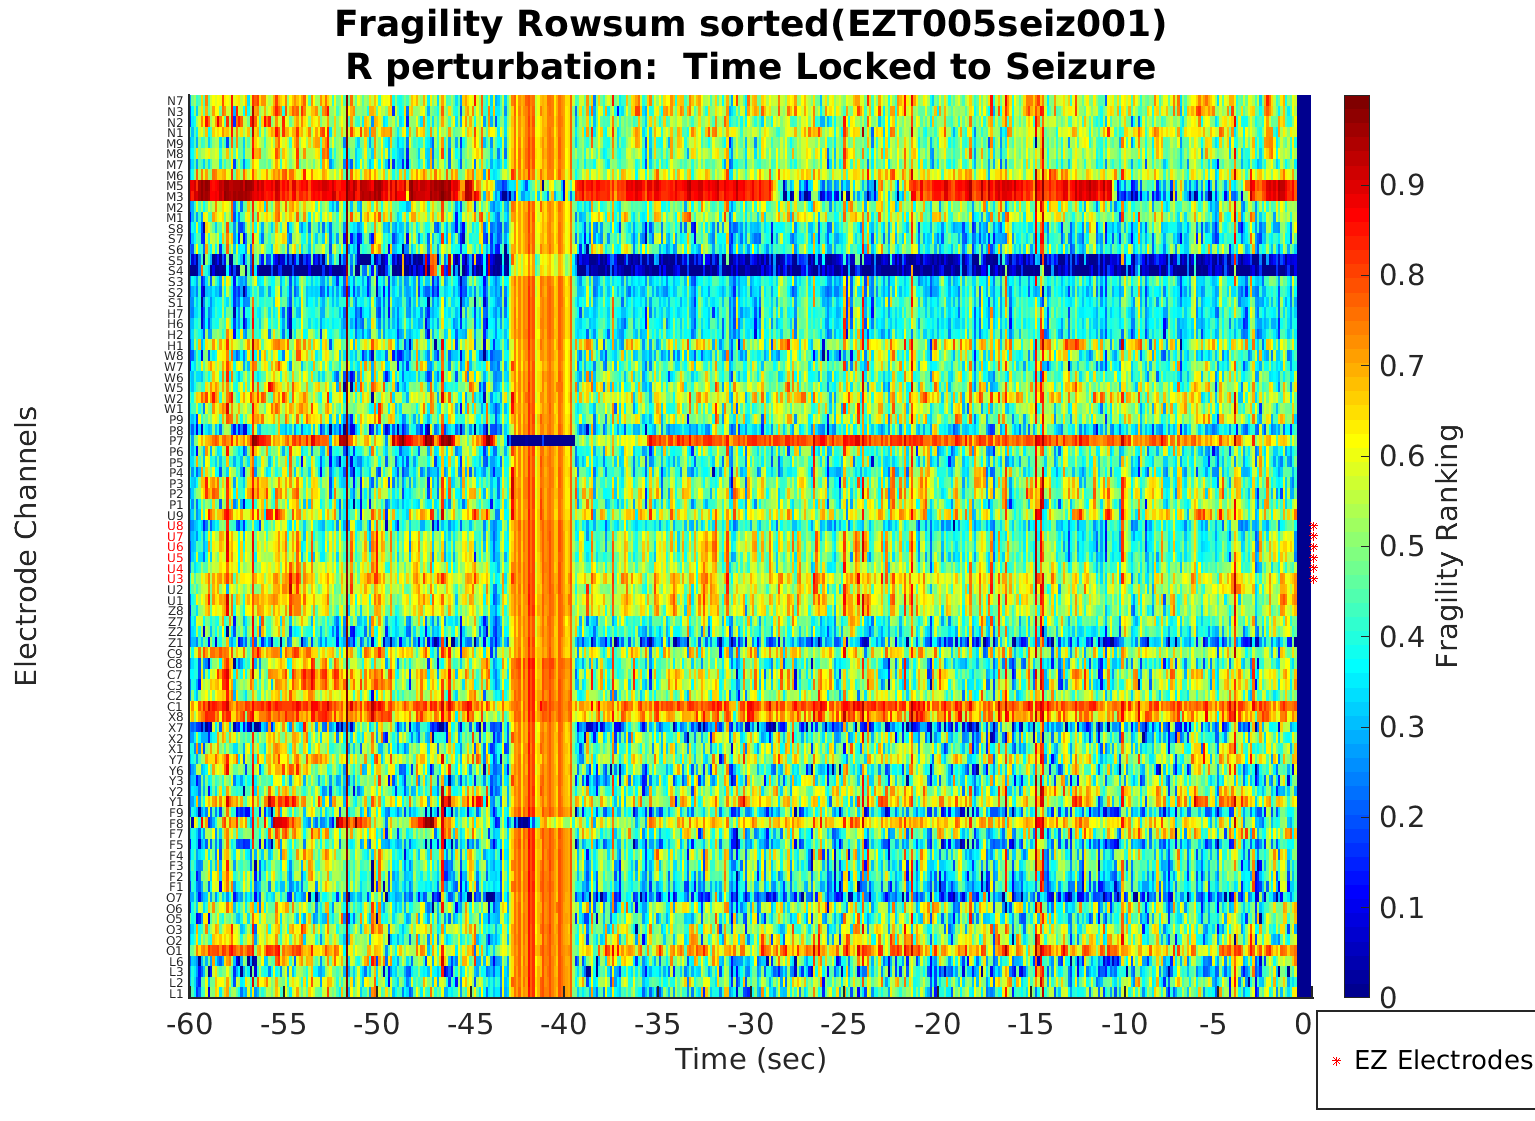 Fragility Rowsum sorted(EZT005seiz001)
R perturbation:  Time Locked to Seizure
Electrode Channels
N7
N3
N2
N1
M9
M8
M7
M6
M5
M3
M2
M1
S8
S7
S6
S5
S4
S3
S2
S1
H7
H6
H2
H1
W8
W7
W6
W5
W2
W1
P9
P8
P7
P6
P5
P4
P3
P2
P1
U9
U8
U7
U6
U5
U4
U3
U2
U1
Z8
Z7
Z2
Z1
C9
C8
C7
C3
C2
C1
X8
X7
X2
X1
Y7
Y6
Y3
Y2
Y1
F9
F8
F7
F5
F4
F3
F2
F1
O7
O6
O5
O3
O2
O1
L6
L3
L2
L1
-60 -55 -50 -45 -40 -35 -30 -25 -20 -15 -10 -5 0
Time (sec)
0.9
0.8
0.7
0.6
0.5
0.4
0.3
0.2
0.1
0
Fragility Ranking
EZ Electrodes